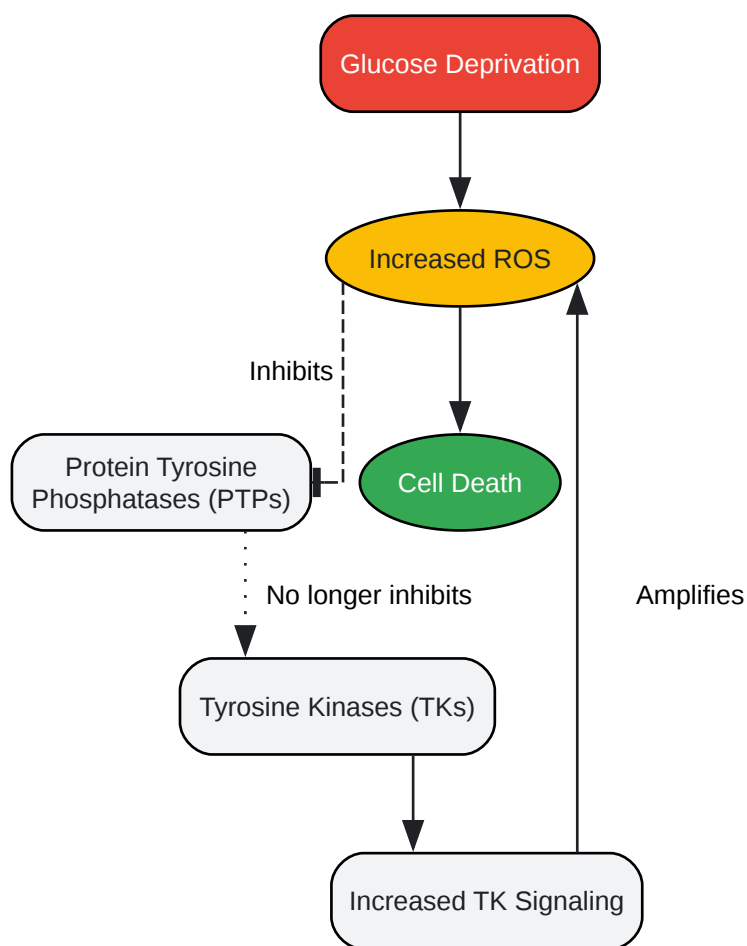 Glucose Deprivation
Increased ROS
Inhibits
Protein Tyrosine
Phosphatases (PTPs)
Cell Death
No longer inhibits
Amplifies
Tyrosine Kinases (TKs)
Increased TK Signaling